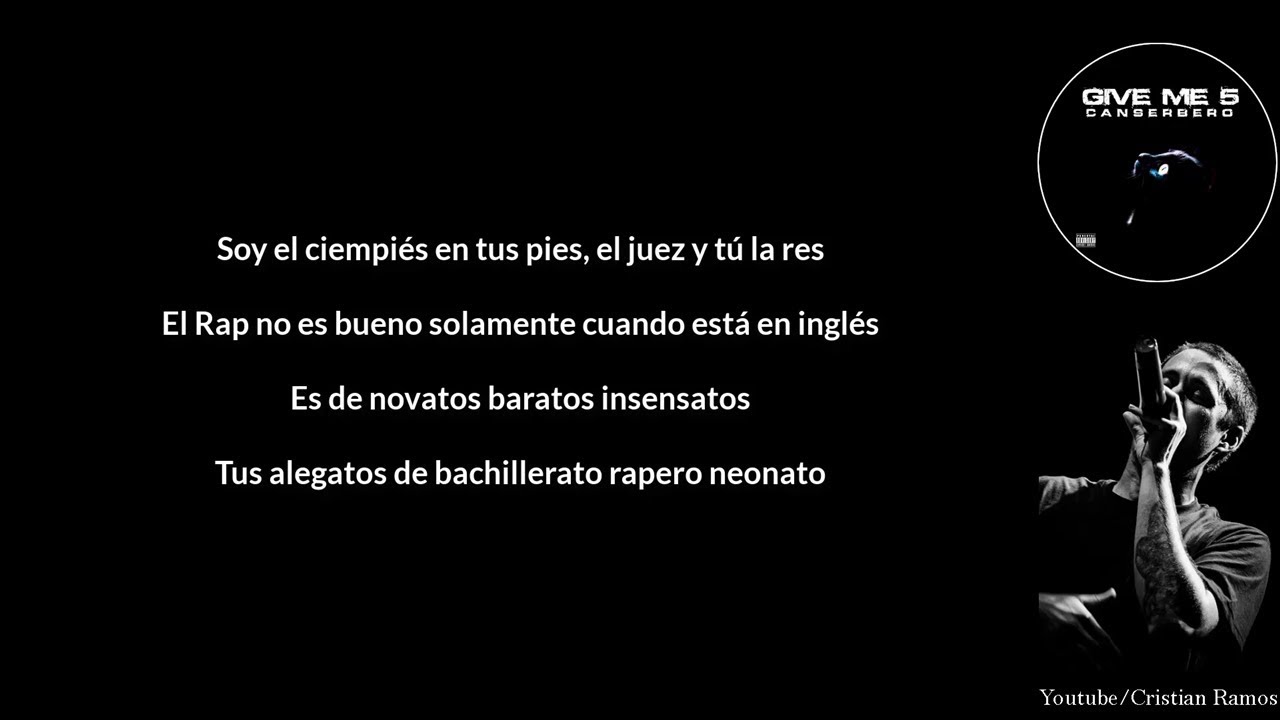 GIVE ME 5
CANSERBERO
Soy el ciempiés en tus pies, el juez y tú la res
El Rap no es bueno solamente cuando está en inglés
Es de novatos baratos insensatos
Tus alegatos de bachillerato rapero neonato
Youtube/Cristian Ramos